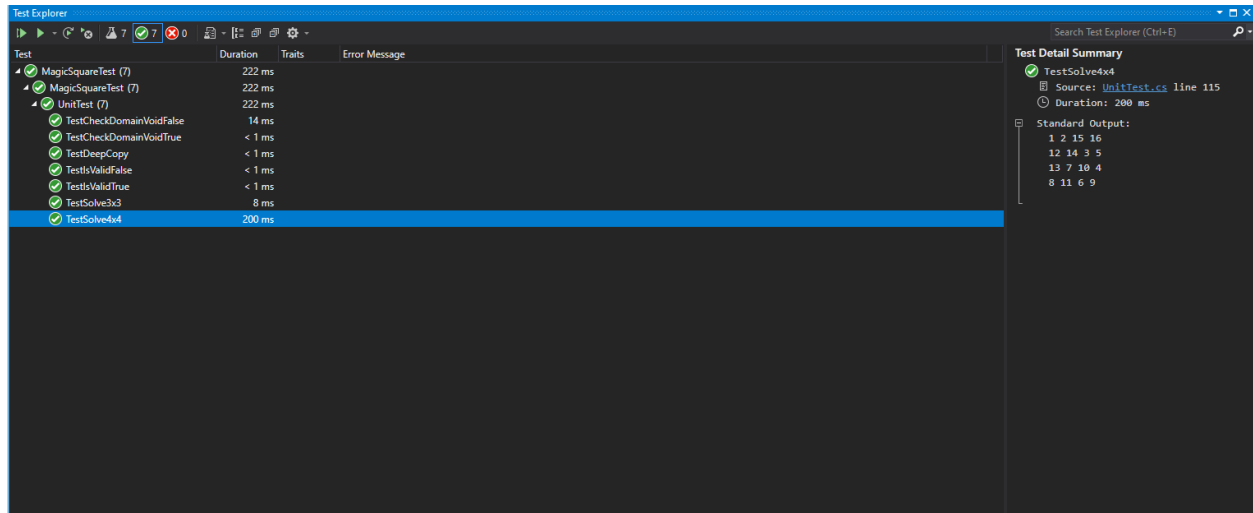 Test Explorer
7 7 0 Search Test Explorer (Ctrl+E)
Test Duration Traits Error Message
MagicSquareTest (7) 222 ms
MagicSquareTest (7) 222 ms
UnitTest (7) 222 ms
TestCheckDomainVoidFalse 14 ms
TestCheckDomainVoidTrue < 1 ms
TestDeepCopy < 1 ms
TestIsValidFalse < 1 ms
TestIsValidTrue < 1 ms
TestSolve3x3 8 ms
TestSolve4x4 200 ms
Test Detail Summary
TestSolve4x4
Source: UnitTest.cs line 115
Duration: 200 ms
Standard Output:
1 2 15 16
12 14 3 5
13 7 10 4
8 11 6 9